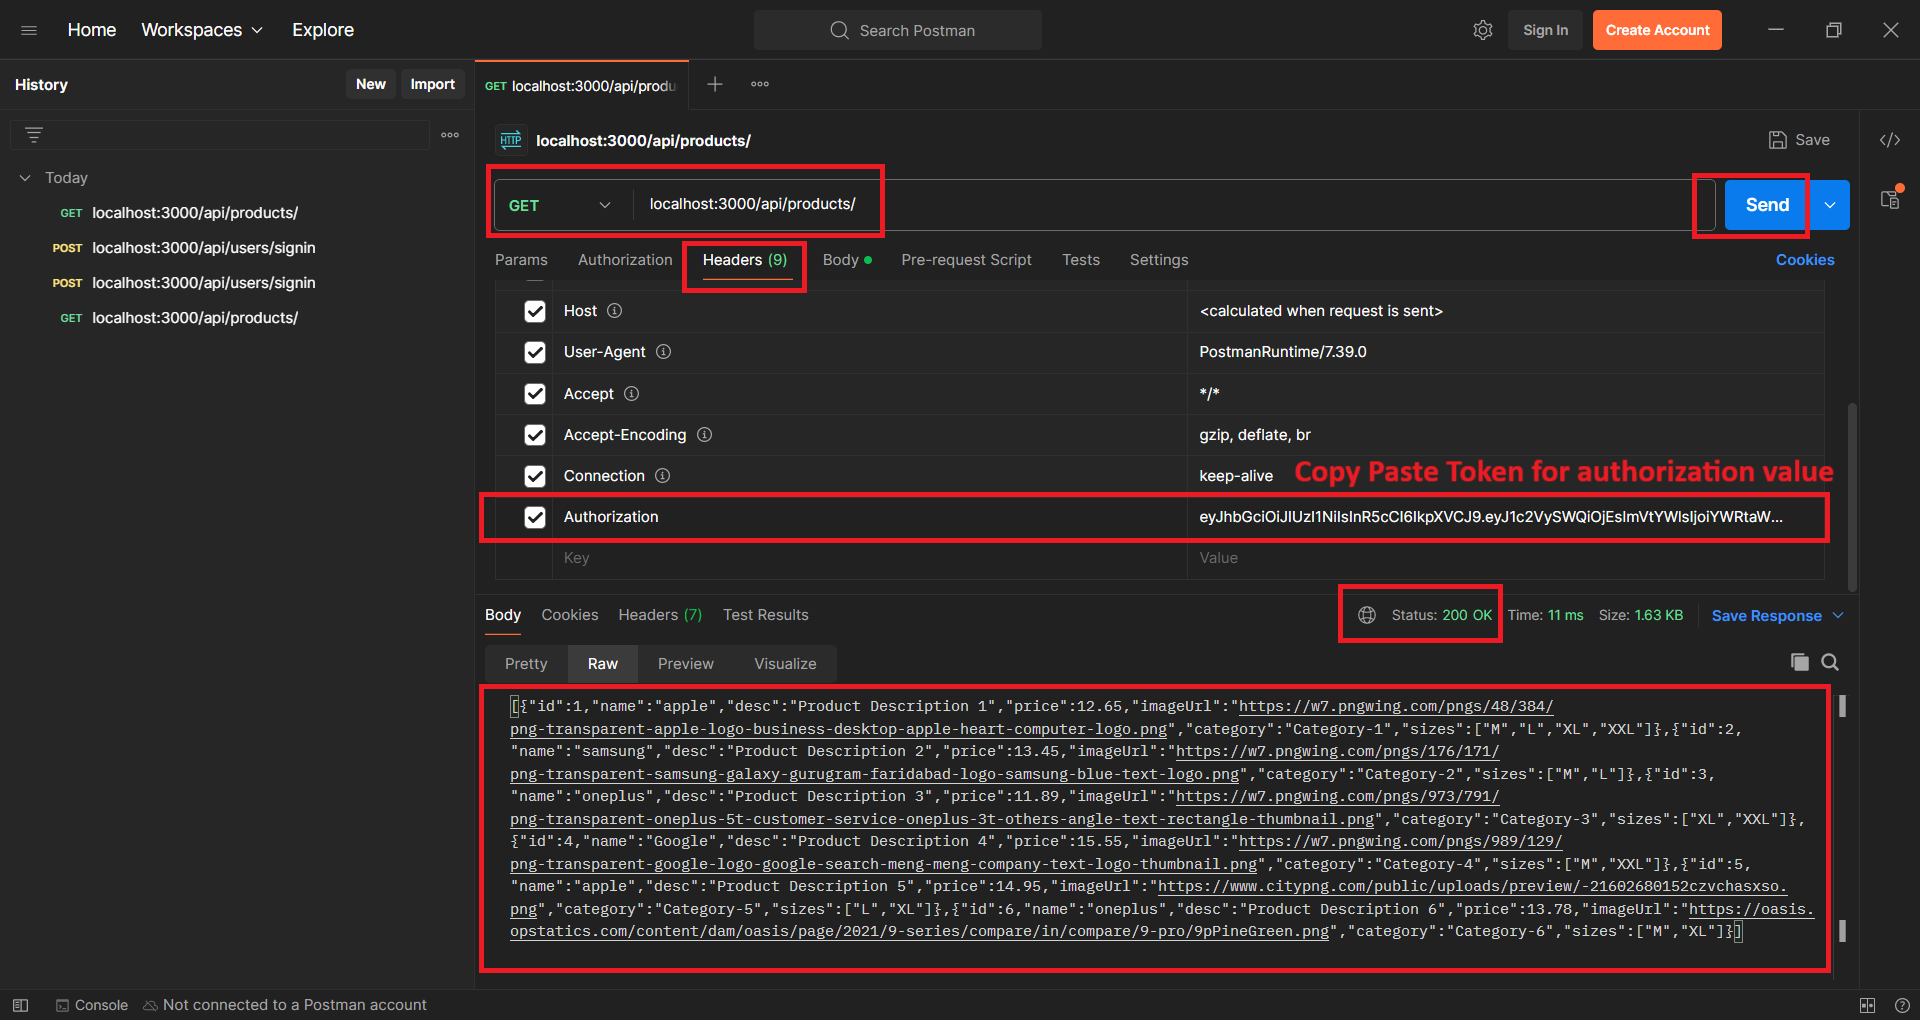 Home Workspaces Explore Search Postman Sign In Create Account
History New Import GET localhost:3000/api/produ
localhost:3000/api/products/ Save
Today
GET localhost:3000/api/products/
POST localhost:3000/api/users/signin
POST localhost:3000/api/users/signin
GET localhost:3000/api/products/
GET localhost:3000/api/products/ Send
Params Authorization Headers (9) Body Pre-request Script Tests Settings Cookies
Host <calculated when request is sent>
User-Agent PostmanRuntime/7.39.0
Accept */*
Accept-Encoding gzip, deflate, br
Connection keep-alive Copy Paste Token for authorization value
Authorization eyJhbGciOiJIUzI1NiIsInR5cCI6IkpXVCJ9.eyJ1c2VySWQiOjEsImVtYWlsIjoiYWRtaW...
Key Value
Body Cookies Headers (7) Test Results Status: 200 OK Time: 11 ms Size: 1.63 KB Save Response
Pretty Raw Preview Visualize
[{"id":1,"name":"apple","desc":"Product Description 1","price":12.65,"imageUrl":"https://w7.pngwing.com/pngs/48/384/
png-transparent-apple-logo-business-desktop-apple-heart-computer-logo.png","category":"Category-1","sizes":["M","L","XL","XXL"]},{"id":2,
"name":"samsung","desc":"Product Description 2","price":13.45,"imageUrl":"https://w7.pngwing.com/pngs/176/171/
png-transparent-samsung-galaxy-gurugram-faridabad-logo-samsung-blue-text-logo.png","category":"Category-2","sizes":["M","L"]},{"id":3,
"name":"oneplus","desc":"Product Description 3","price":11.89,"imageUrl":"https://w7.pngwing.com/pngs/973/791/
png-transparent-oneplus-5t-customer-service-oneplus-3t-others-angle-text-rectangle-thumbnail.png","category":"Category-3","sizes":["XL","XXL"]},
{"id":4,"name":"Google","desc":"Product Description 4","price":15.55,"imageUrl":"https://w7.pngwing.com/pngs/989/129/
png-transparent-google-logo-google-search-meng-meng-company-text-logo-thumbnail.png","category":"Category-4","sizes":["M","XXL"]},{"id":5,
"name":"apple","desc":"Product Description 5","price":14.95,"imageUrl":"https://www.citypng.com/public/uploads/preview/-21602680152czvchasxso.
png","category":"Category-5","sizes":["L","XL"]},{"id":6,"name":"oneplus","desc":"Product Description 6","price":13.78,"imageUrl":"https://oasis.
opstatics.com/content/dam/oasis/page/2021/9-series/compare/in/compare/9-pro/9pPineGreen.png","category":"Category-6","sizes":["M","XL"]}]
Console Not connected to a Postman account